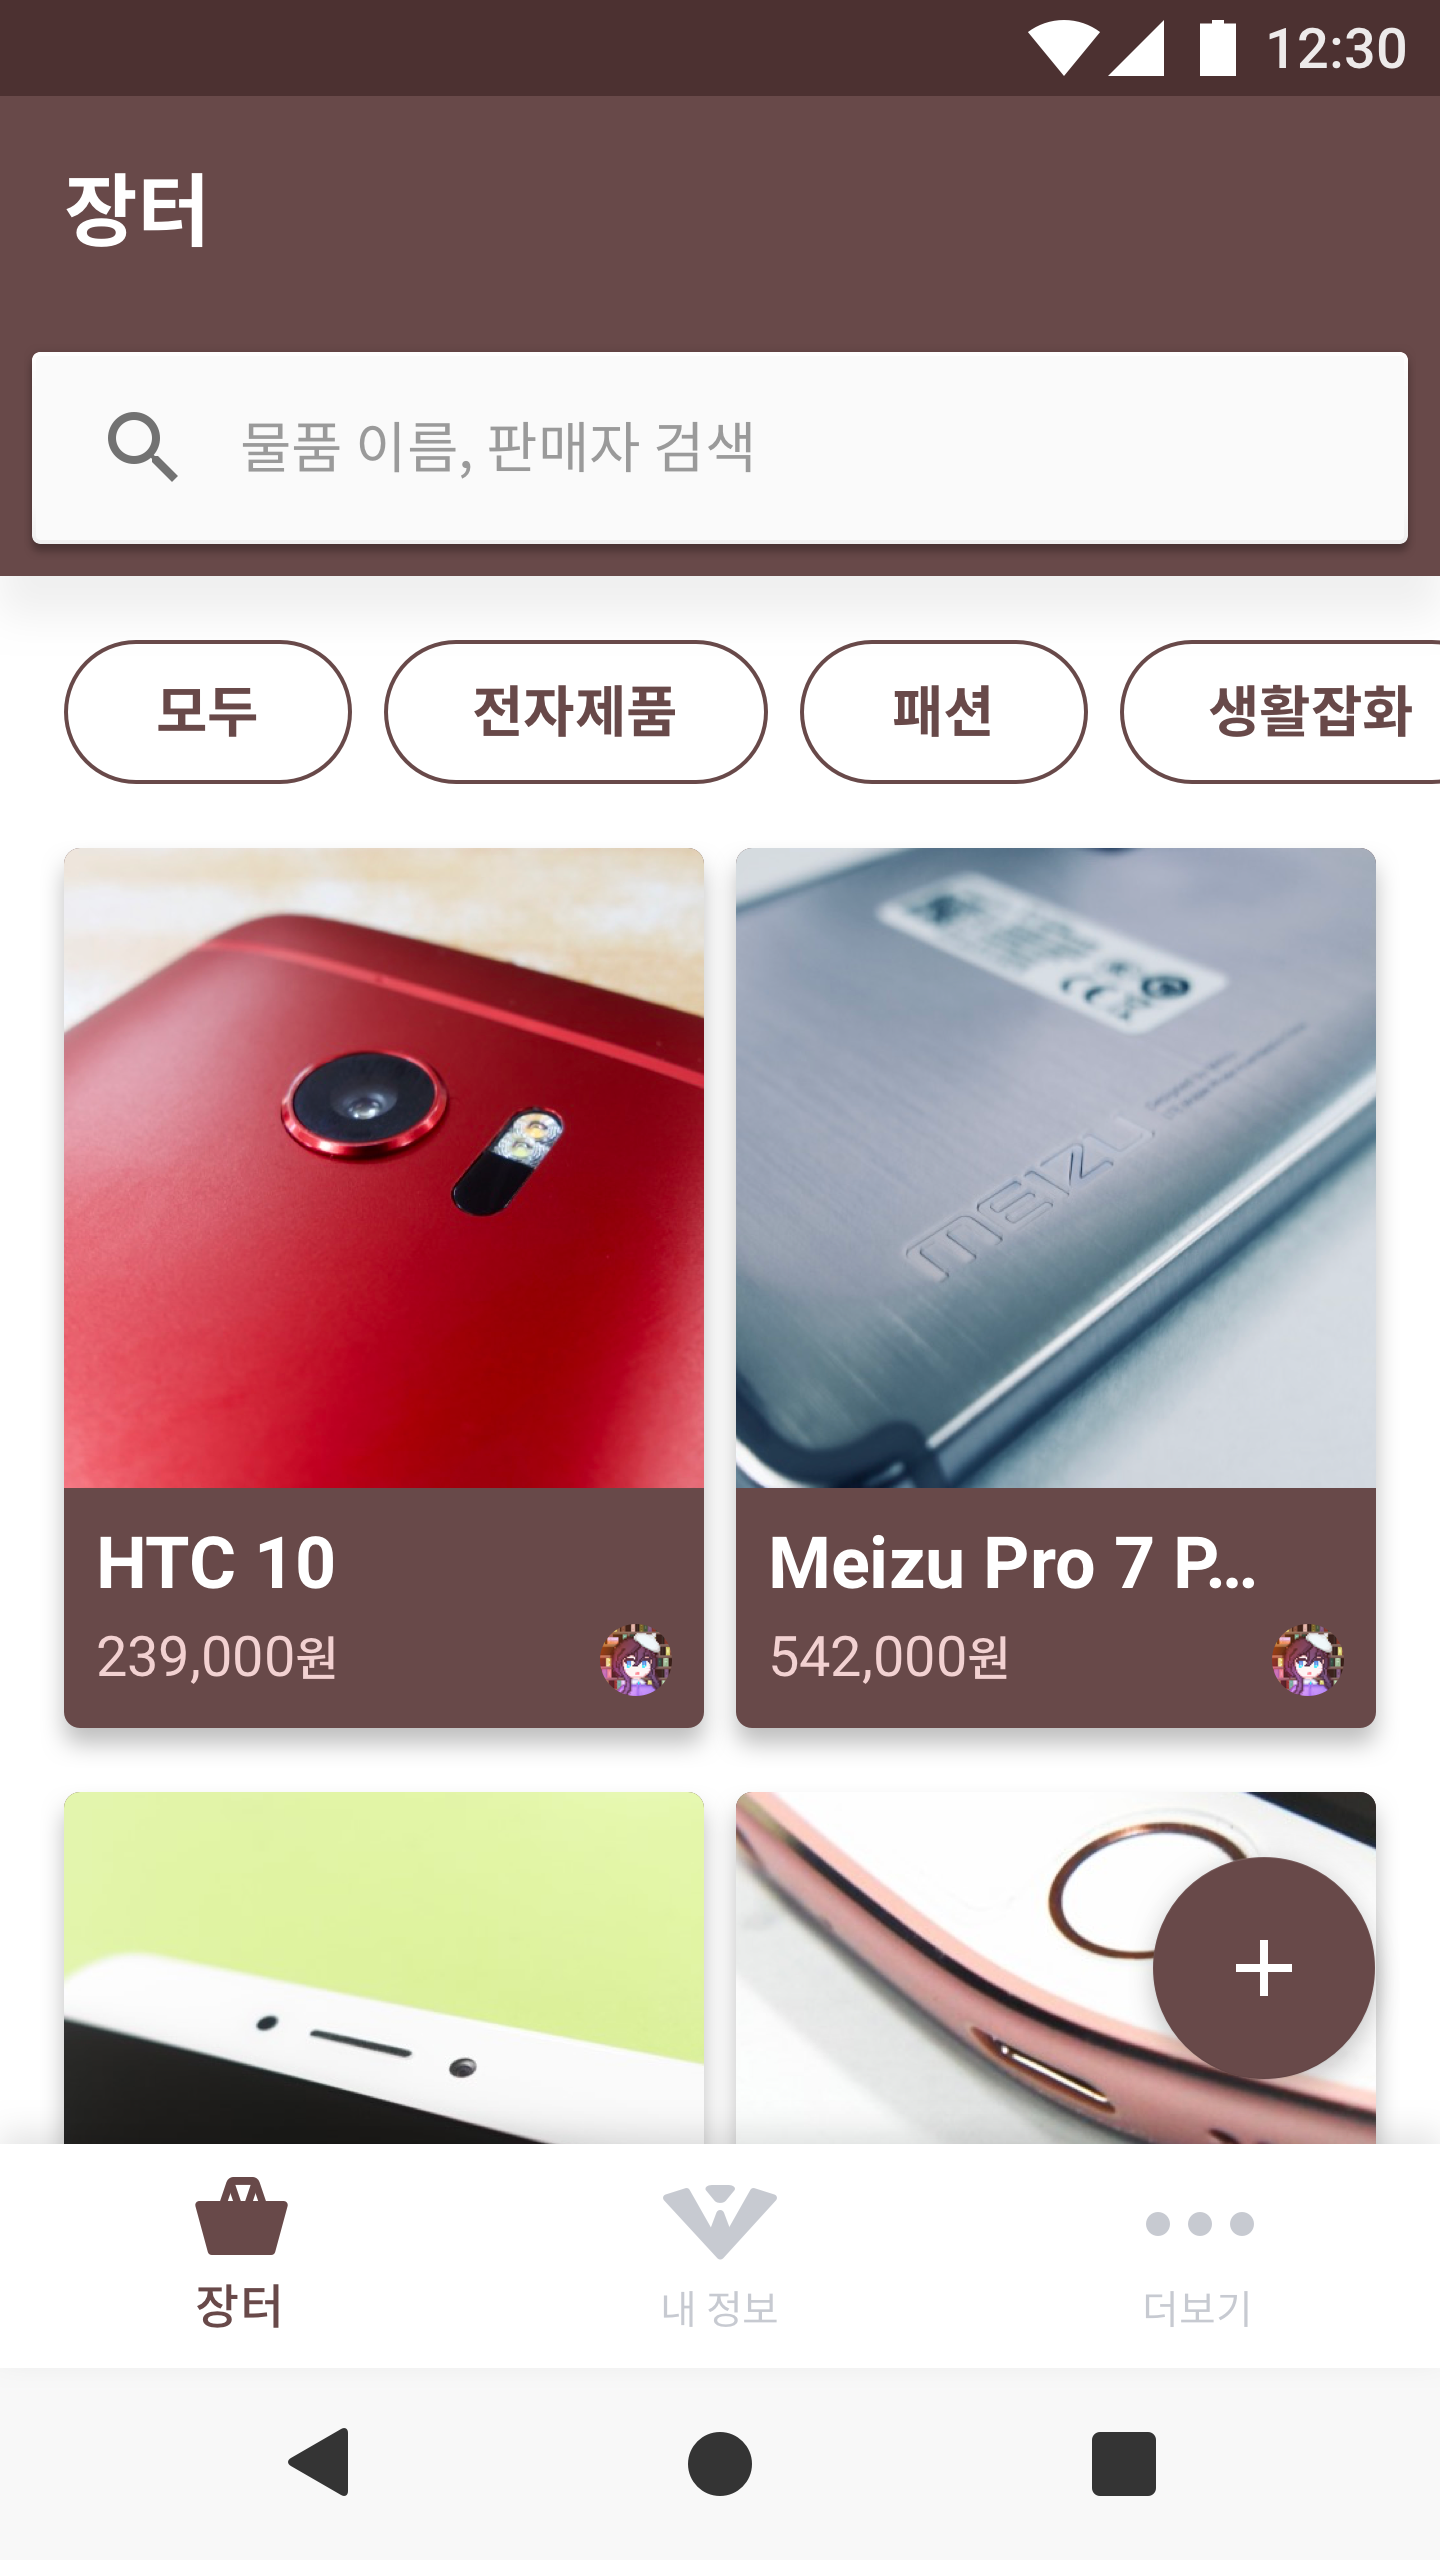 12:30
장터
물품 이름, 판매자 검색
모두 전자제품 패션 생활잡화
MEIZU
HTC 10
239,000원
Meizu Pro 7 P...
542,000원
장터 내 정보 더보기